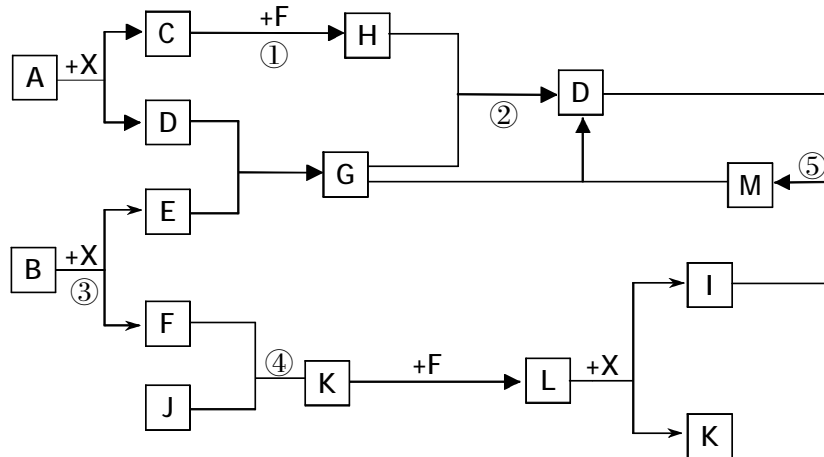 C
+F
①
H
A
+X
D
②
D
G
M
⑤
E
B
+X
③
F
④
K
+F
L
+X
I
J
K